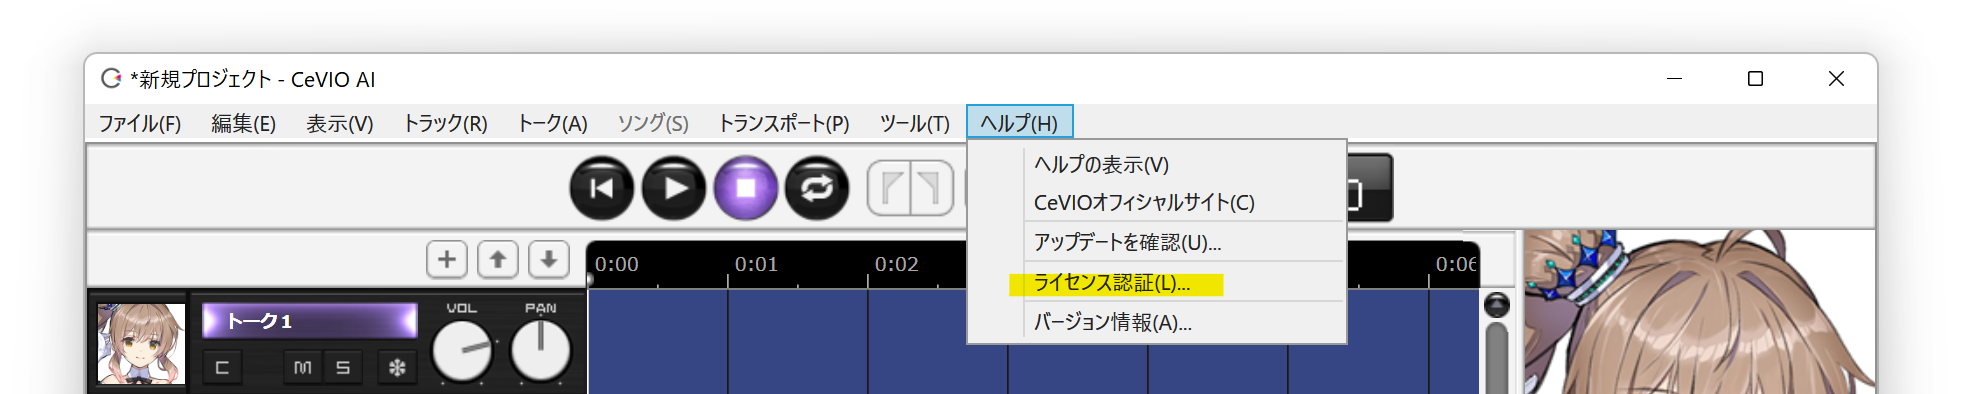 *新規プロジェクト - CeVIO AI
ファイル(F) 編集(E) 表示(V) トラック(R) トーク(A) ソング(S) トランスポート(P) ツール(T) ヘルプ(H)
ヘルプの表示(V)
CeVIOオフィシャルサイト(C)
アップデートを確認(U)...
ライセンス認証(L)...
バージョン情報(A)...
0:00 0:01 0:02 0:06
トーク1 VOL PAN
C M S